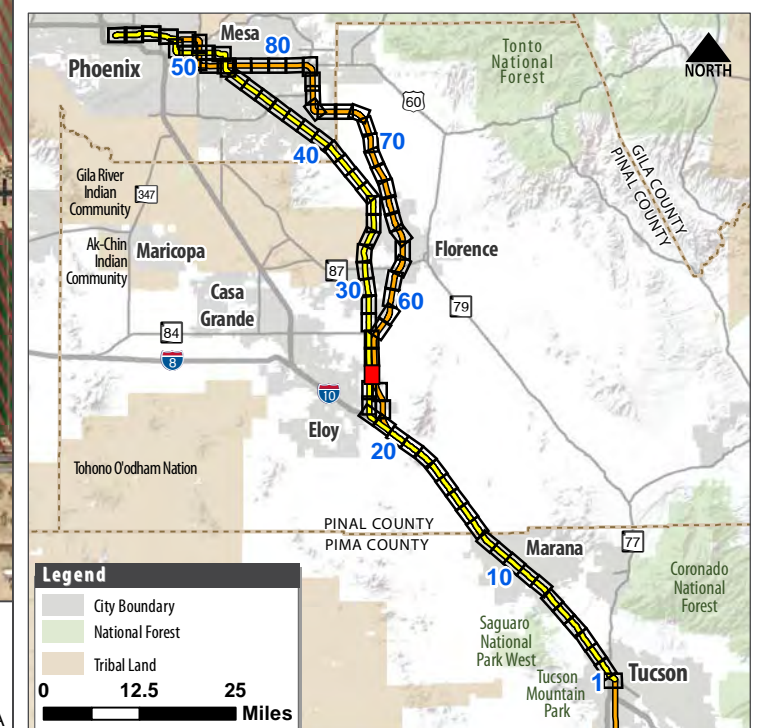 Mesa
80
Phoenix
50
Tonto
National
Forest
NORTH
60
70
40
GILA COUNTY
PINAL COUNTY
Gila River
Indian
Community
347
Ak-Chin
Indian
Community
Maricopa
Florence
87
30
60
Casa
Grande
79
84
8
10
Eloy
20
Tohono O'odham Nation
PINAL COUNTY
PIMA COUNTY
77
Marana
10
Coronado
National
Forest
Saguaro
National
Park West
Tucson
Mountain
Park
1
Tucson
Legend
City Boundary
National Forest
Tribal Land
0 12.5 25
Miles
A